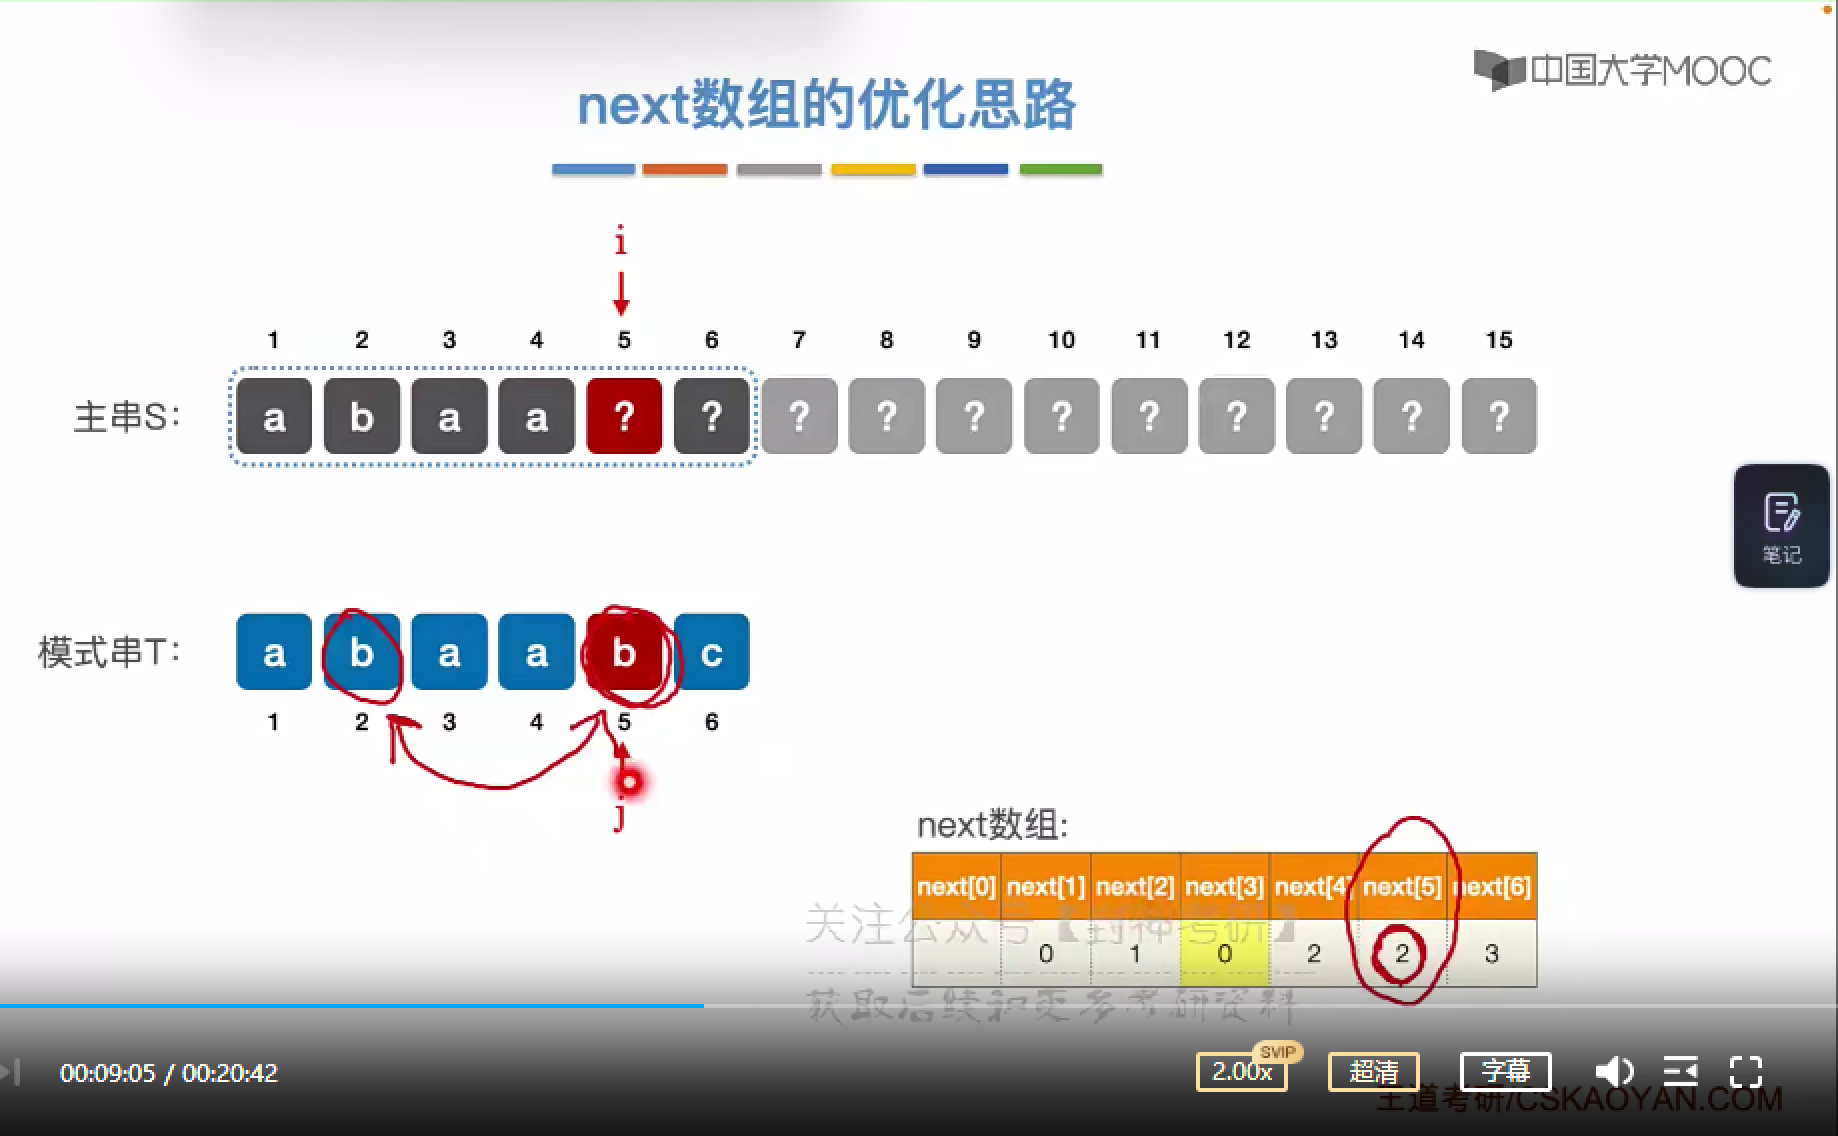 中国大学MOOC
next数组的优化思路
i
1 2 3 4 5 6 7 8 9 10 11 12 13 14 15
主串S: a b a a ? ? ? ? ? ? ? ? ? ? ?
笔记
模式串T: a b a a b c
1 2 3 4 5 6
j
next数组:
next[0] next[1] next[2] next[3] next[4] next[5] next[6]
关注公众号【封神考研】
0 1 0 2 2 3
获取后续和更多考研资料
00:09:05 / 00:20:42
SVIP
2.00x 超清 字幕
王道考研/CSKAOYAN.COM